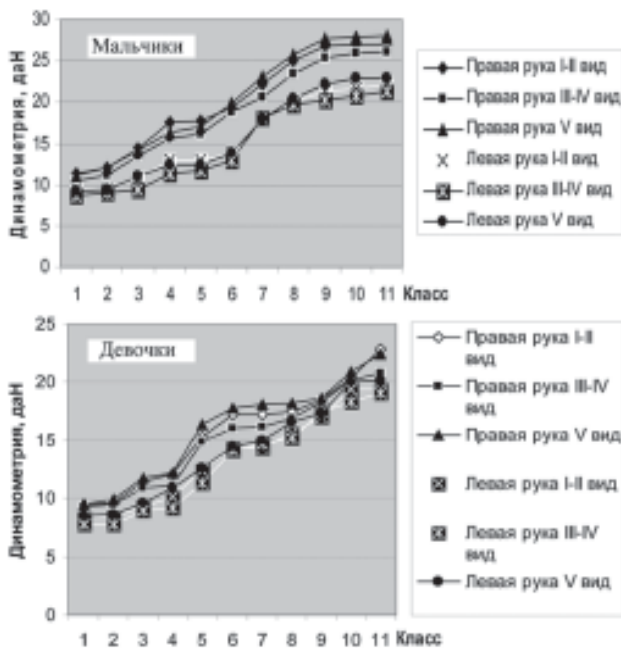 Мальчики
Динамометрия, даН
30
25
20
15
10
5
0
1 2 3 4 5 6 7 8 9 10 11 Класс
Правая рука I-II вид
Правая рука III-IV вид
Правая рука V вид
Левая рука I-II вид
Левая рука III-IV вид
Левая рука V вид
Девочки
Динамометрия, даН
25
20
15
10
5
0
1 2 3 4 5 6 7 8 9 10 11 Класс
Правая рука I-II
вид
Правая рука III-IV
вид
Правая рука V вид
Левая рука I-II вид
Левая рука III-IV
вид
Левая рука V вид